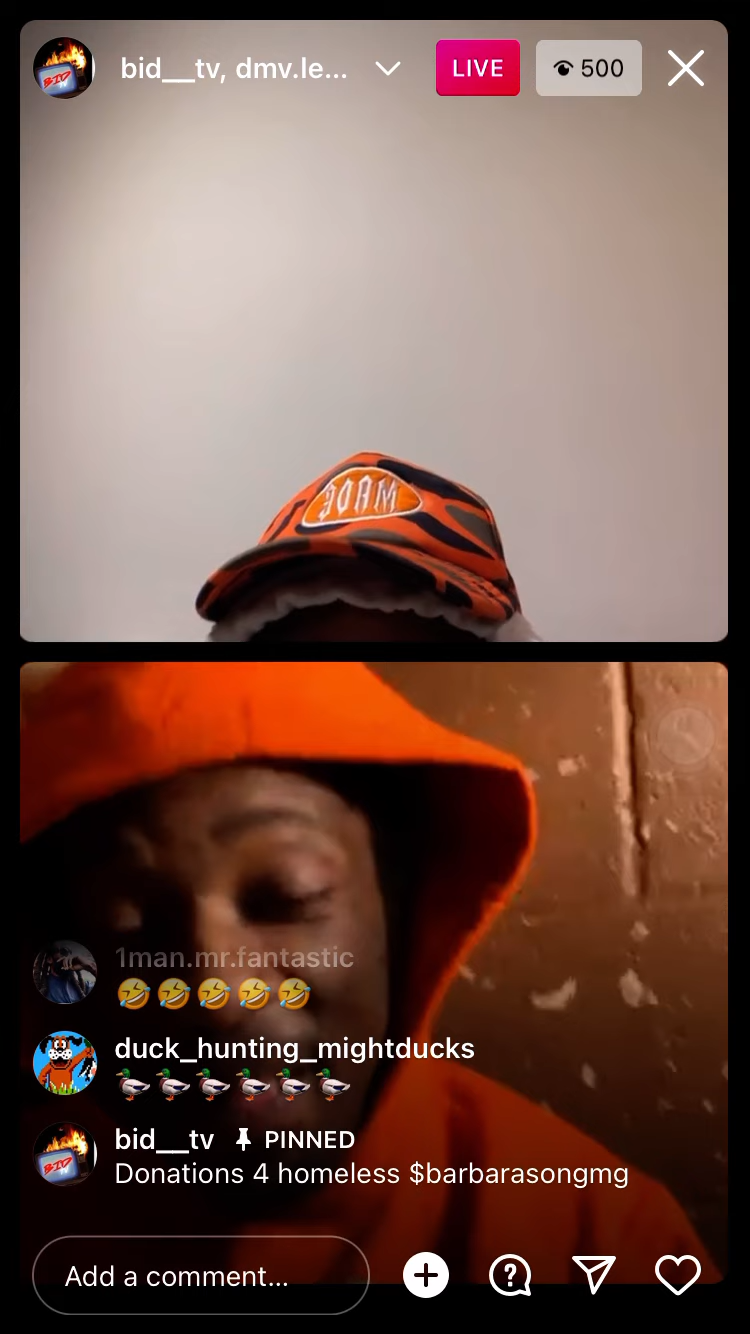 bid__tv, dmv.le...
LIVE
500
1man.mr.fantastic
🤣🤣🤣🤣🤣
duck_hunting_mightducks
🦆🦆🦆🦆🦆🦆
bid__tv PINNED
Donations 4 homeless $barbarasongmg
Add a comment...